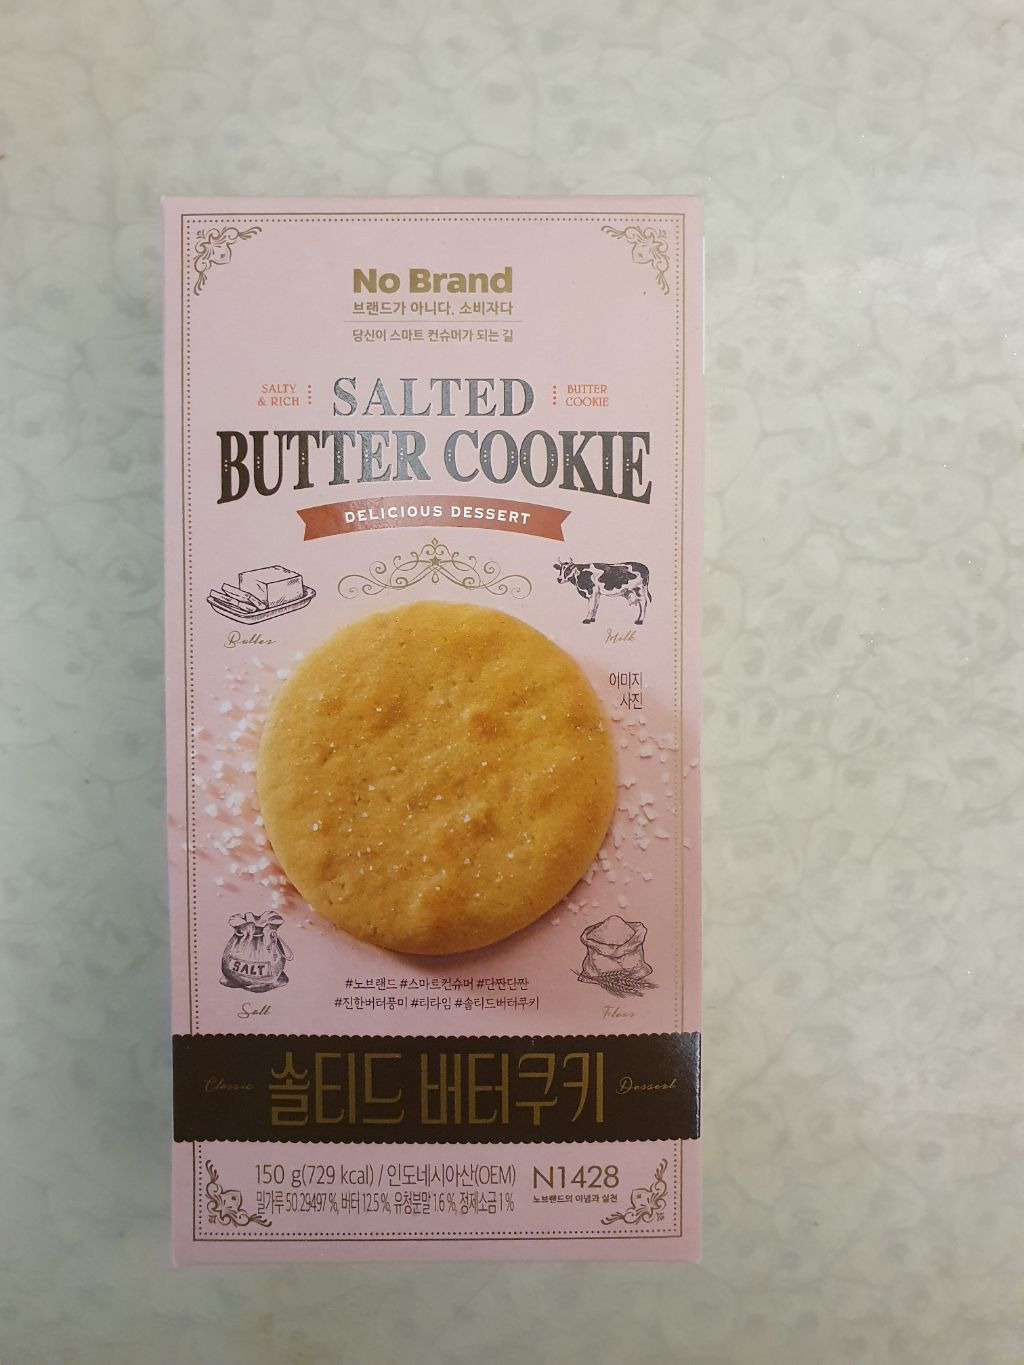 No Brand
브랜드가 아니다. 소비자다
당신이 스마트 컨슈머가 되는 길
SALTY
& RICH
SALTED
BUTTER
COOKIE
BUTTER COOKIE
DELICIOUS DESSERT
Butter
Milk
이미지
사진
SALT
Salt
Flour
#노브랜드 #스마트컨슈머 #단짠단짠
#진한버터풍미 #티타임 #솔티드버터쿠키
Classic
솔티드 버터쿠키
Dessert
150 g(729 kcal) / 인도네시아산(OEM)
밀가루 50.29497 %, 버터 12.5 %, 유청분말 1.6 %, 정제소금 1 %
N1428
노브랜드의 이념과 실천